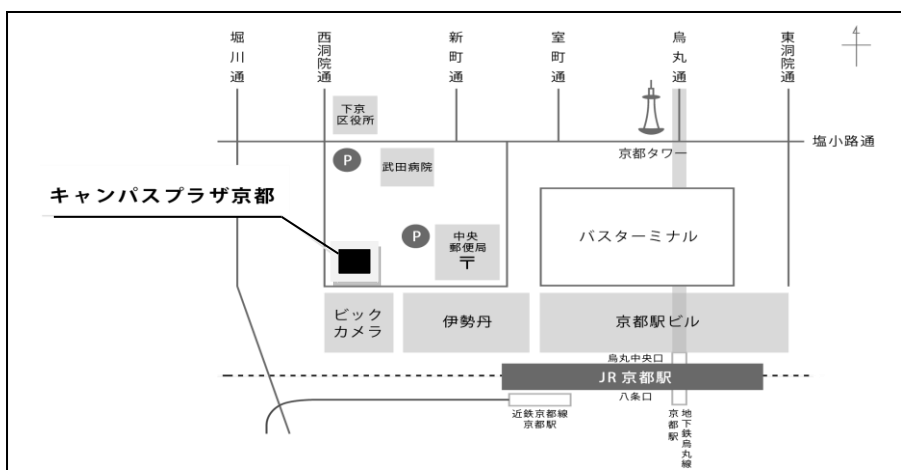 堀川通
西洞院通
新町通
室町通
烏丸通
東洞院通
4
下京
区役所
塩小路通
京都タワー
P
武田病院
キャンパスプラザ京都
P
中央
郵便局
〒
バスターミナル
ビック
カメラ
伊勢丹
京都駅ビル
烏丸中央口
JR京都駅
八条口
近鉄京都線
京都駅
地下鉄烏丸線
京都駅